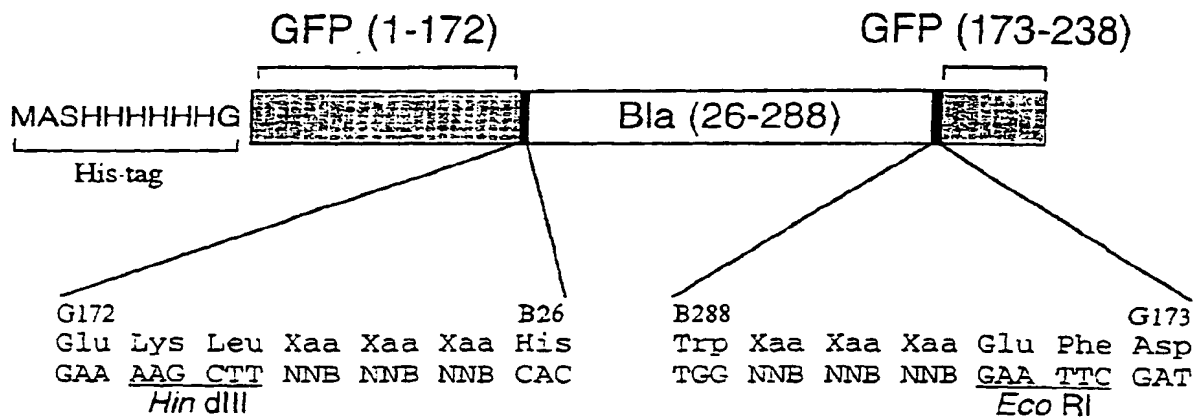 GFP (1-172) GFP (173-238)
MASHHHHHHG Bla (26-288)
His-tag
G172 B26 B288 G173
Glu Lys Leu Xaa Xaa Xaa His Trp Xaa Xaa Xaa Glu Phe Asp
GAA AAG CTT NNB NNB NNB CAC TGG NNB NNB NNB GAA TTC GAT
Hin dIII Eco RI